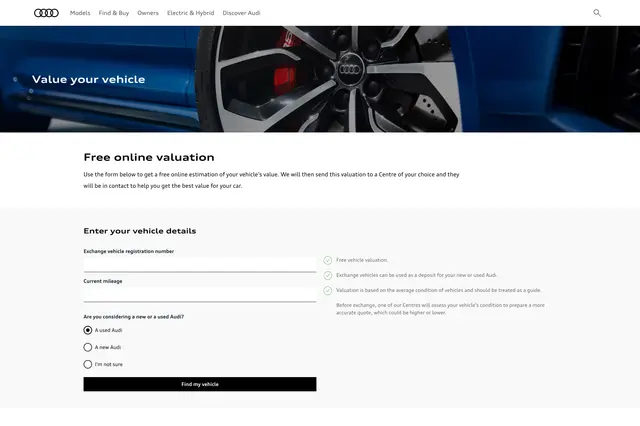 Models Find & Buy Owners Electric & Hybrid Discover Audi
Value your vehicle
Free online valuation
Use the form below to get a free online estimation of your vehicle's value. We will then send this valuation to a Centre of your choice and they
will be in contact to help you get the best value for your car.
Enter your vehicle details
Exchange vehicle registration number
Current mileage
Are you considering a new or a used Audi?
A used Audi
A new Audi
I'm not sure
Find my vehicle
Free vehicle valuation.
Exchange vehicles can be used as a deposit for your new or used Audi.
Valuation is based on the average condition of vehicles and should be treated as a guide.
Before exchange, one of our Centres will assess your vehicle's condition to prepare a more
accurate quote, which could be higher or lower.